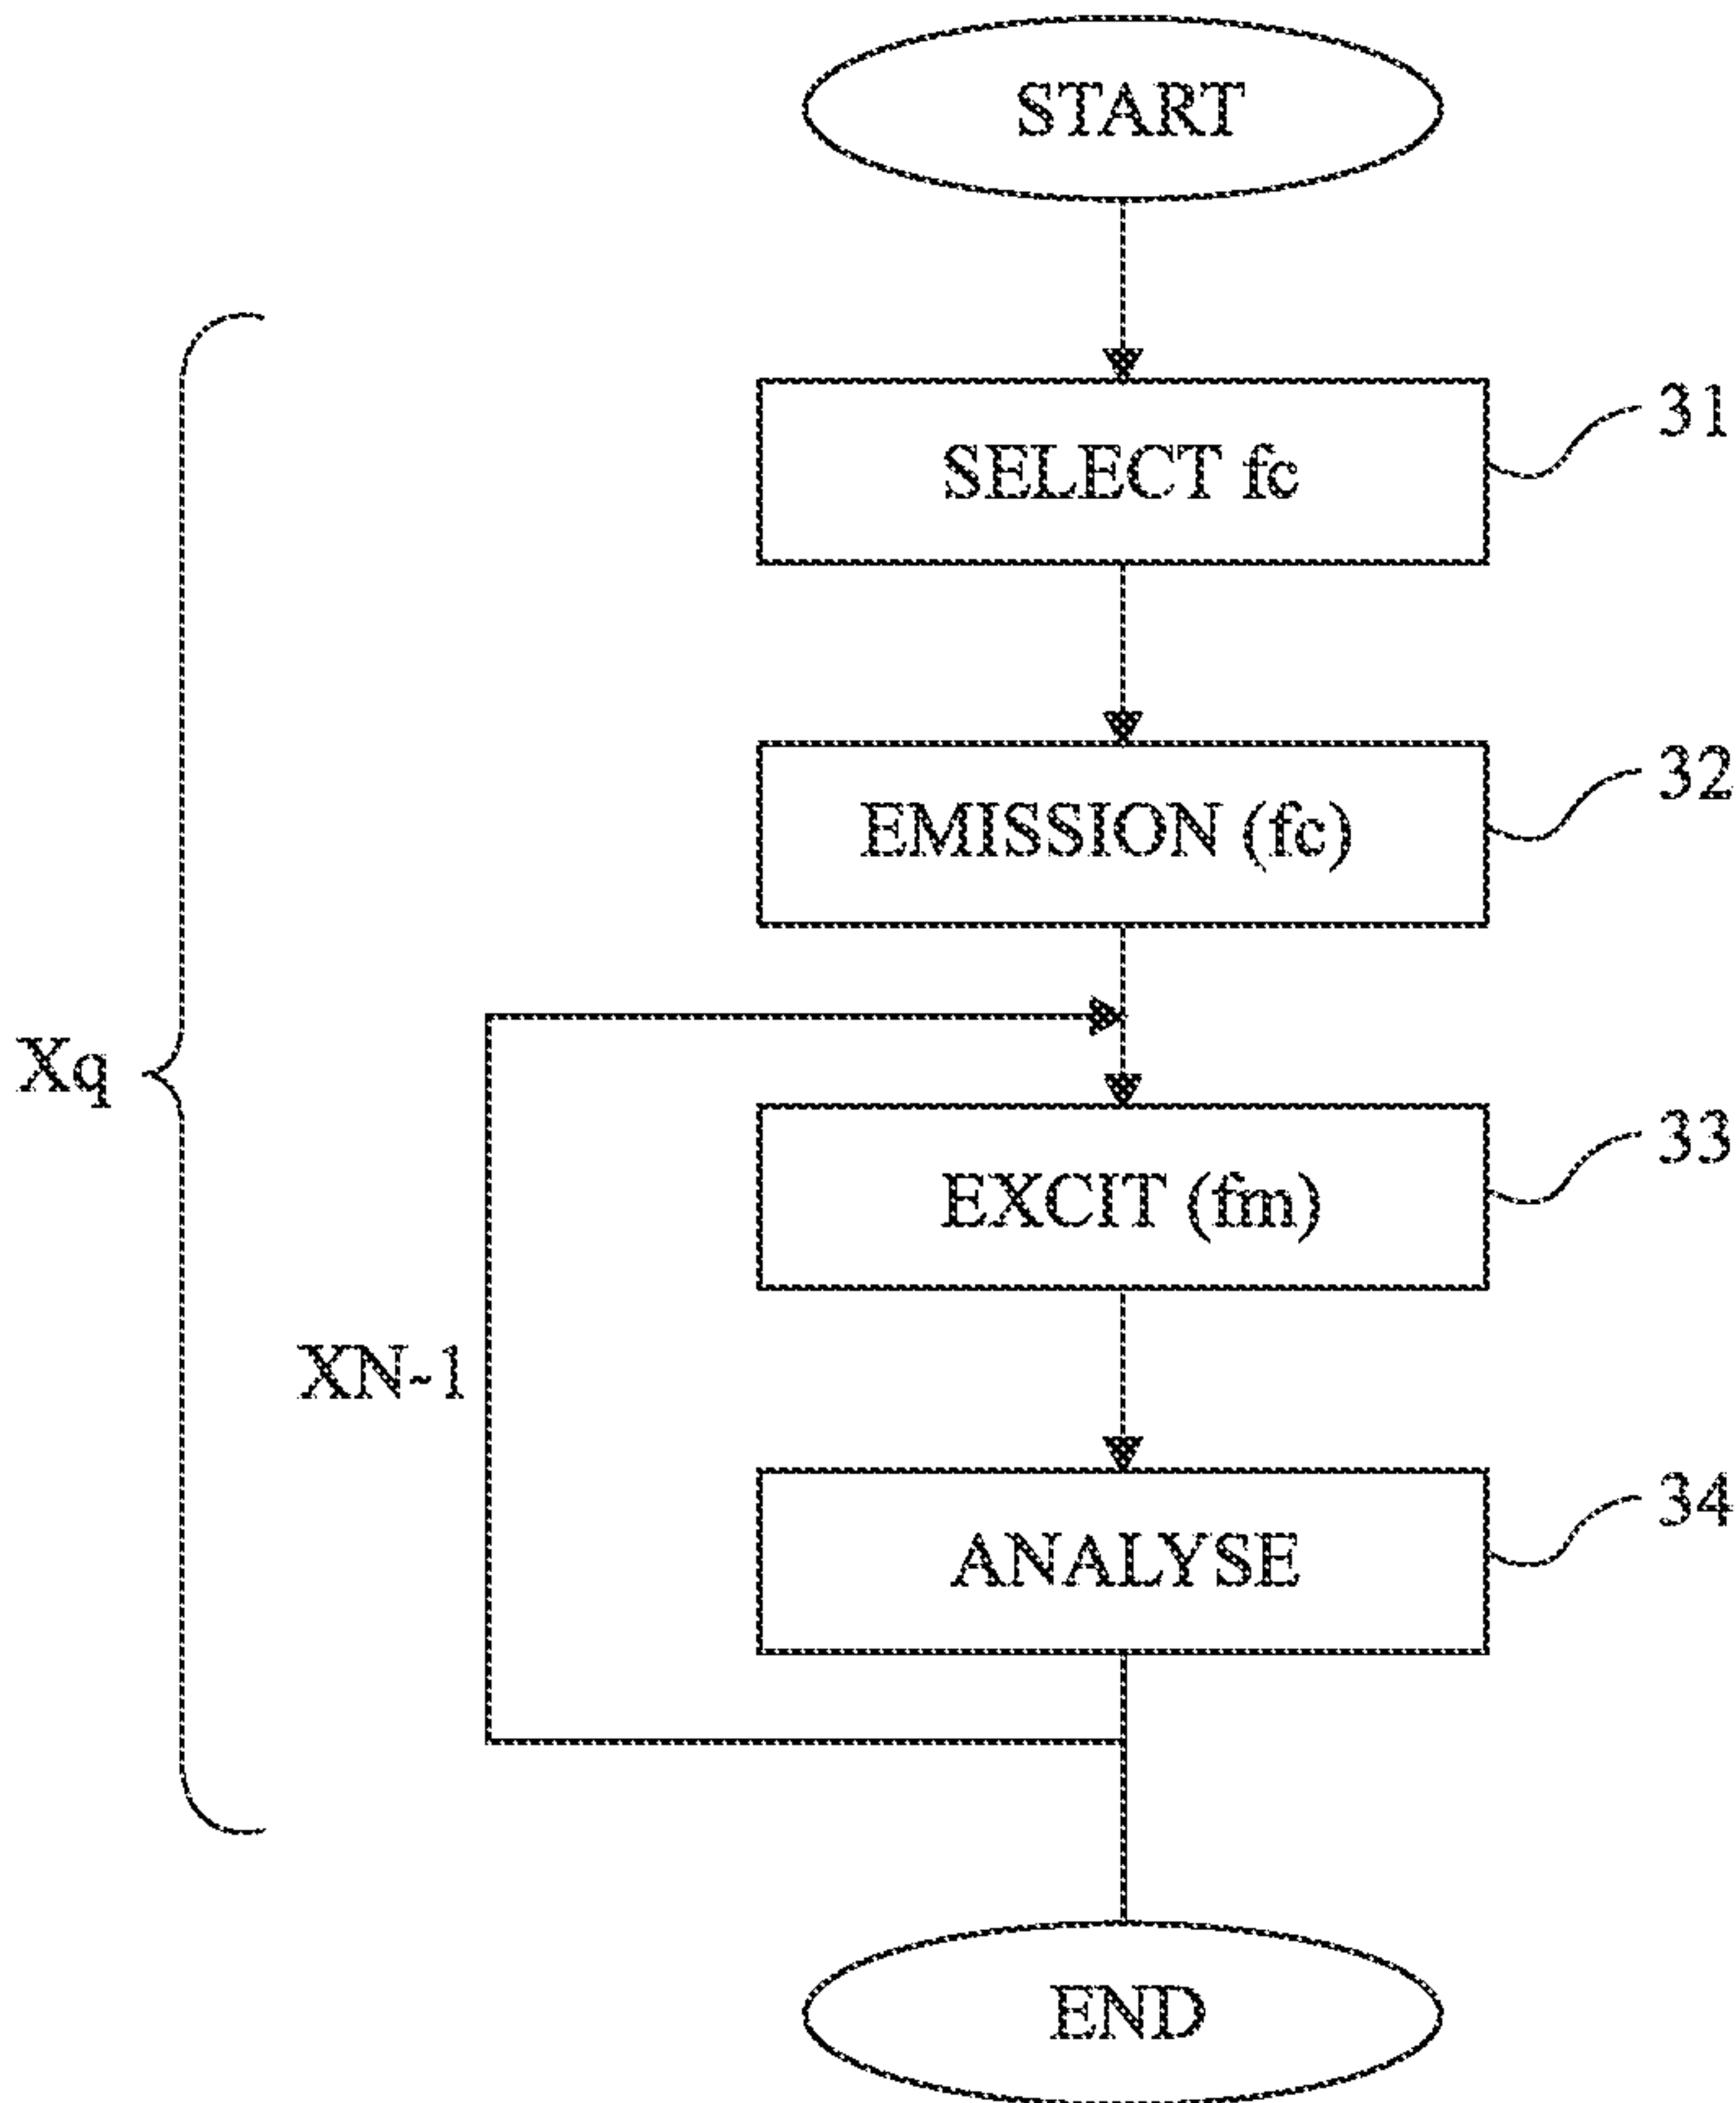 START
SELECT fc
31
EMISSION (fc)
32
Xq
EXCIT (fm)
33
XN-1
ANALYSE
34
END